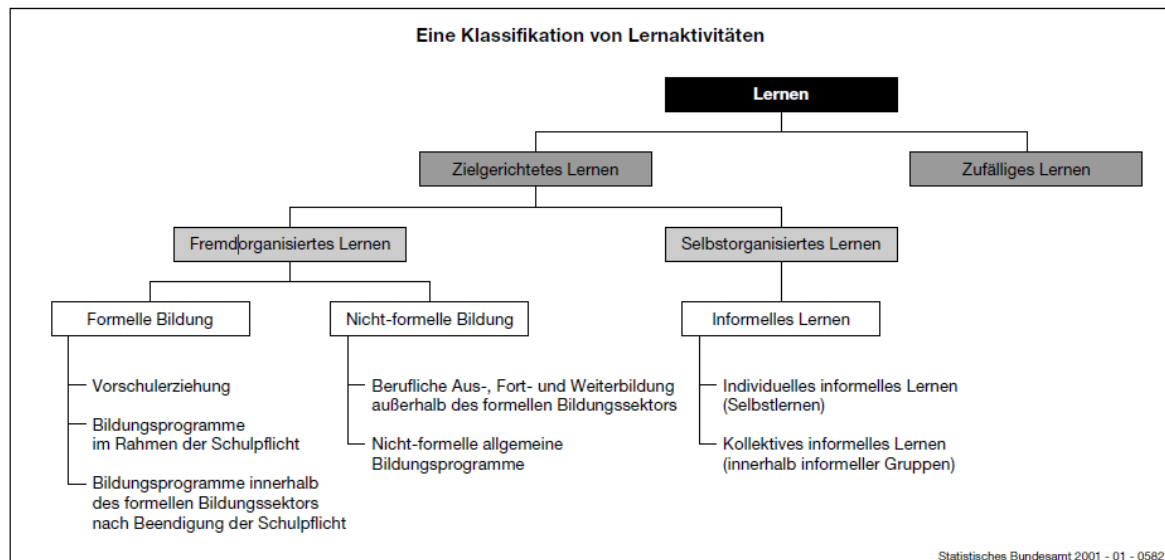 Eine Klassifikation von Lernaktivitäten
Lernen
Zielgerichtetes Lernen
Zufälliges Lernen
Fremdorganisiertes Lernen
Selbstorganisiertes Lernen
Formelle Bildung
Nicht-formelle Bildung
Informelles Lernen
Vorschulerziehung
Bildungsprogramme
im Rahmen der Schulpflicht
Bildungsprogramme innerhalb
des formellen Bildungssektors
nach Beendigung der Schulpflicht
Berufliche Aus-, Fort- und Weiterbildung
außerhalb des formellen Bildungssektors
Nicht-formelle allgemeine
Bildungsprogramme
Individuelles informelles Lernen
(Selbstlernen)
Kollektives informelles Lernen
(innerhalb informeller Gruppen)
Statistisches Bundesamt 2001 - 01 - 0582